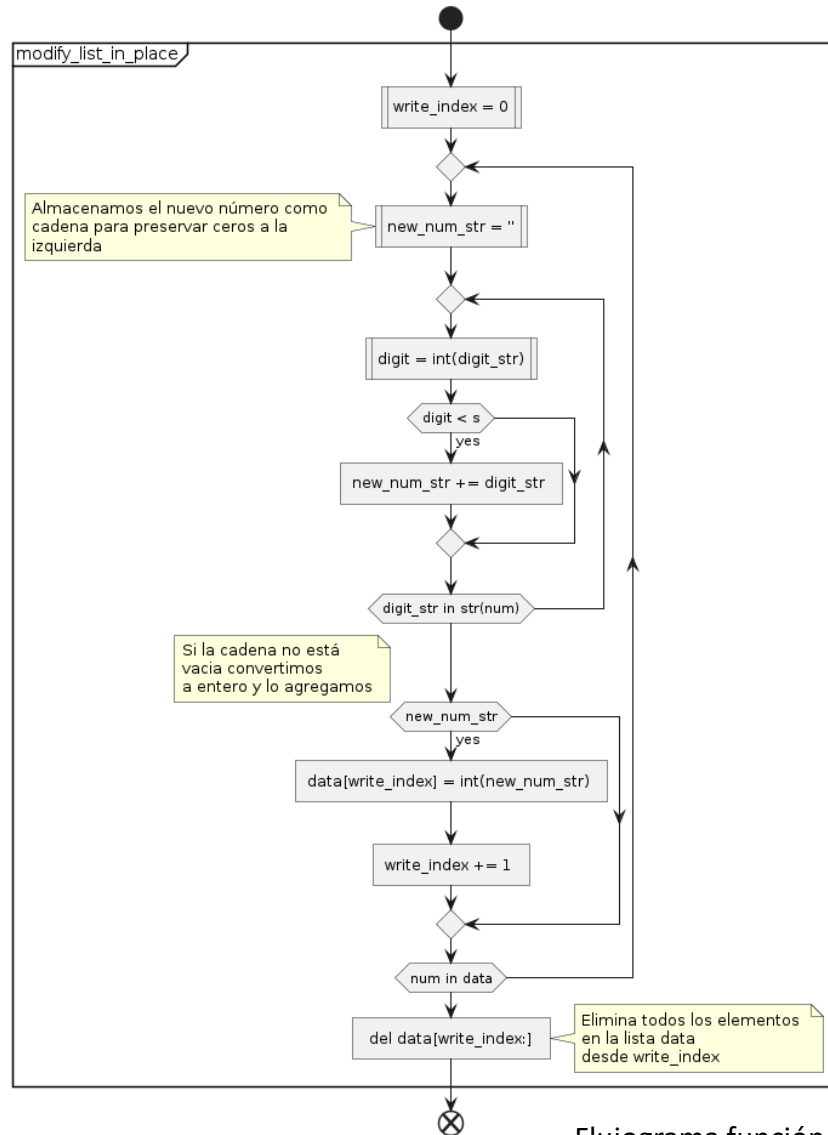 modify_list_in_place
write_index = 0
Almacenamos el nuevo número como
cadena para preservar ceros a la
izquierda
new_num_str = ''
digit = int(digit_str)
digit < s
yes
new_num_str += digit_str
digit_str in str(num)
Si la cadena no está
vacia convertimos
a entero y lo agregamos
new_num_str
yes
data[write_index] = int(new_num_str)
write_index += 1
num in data
del data[write_index:]
Elimina todos los elementos
en la lista data
desde write_index
Flujograma función